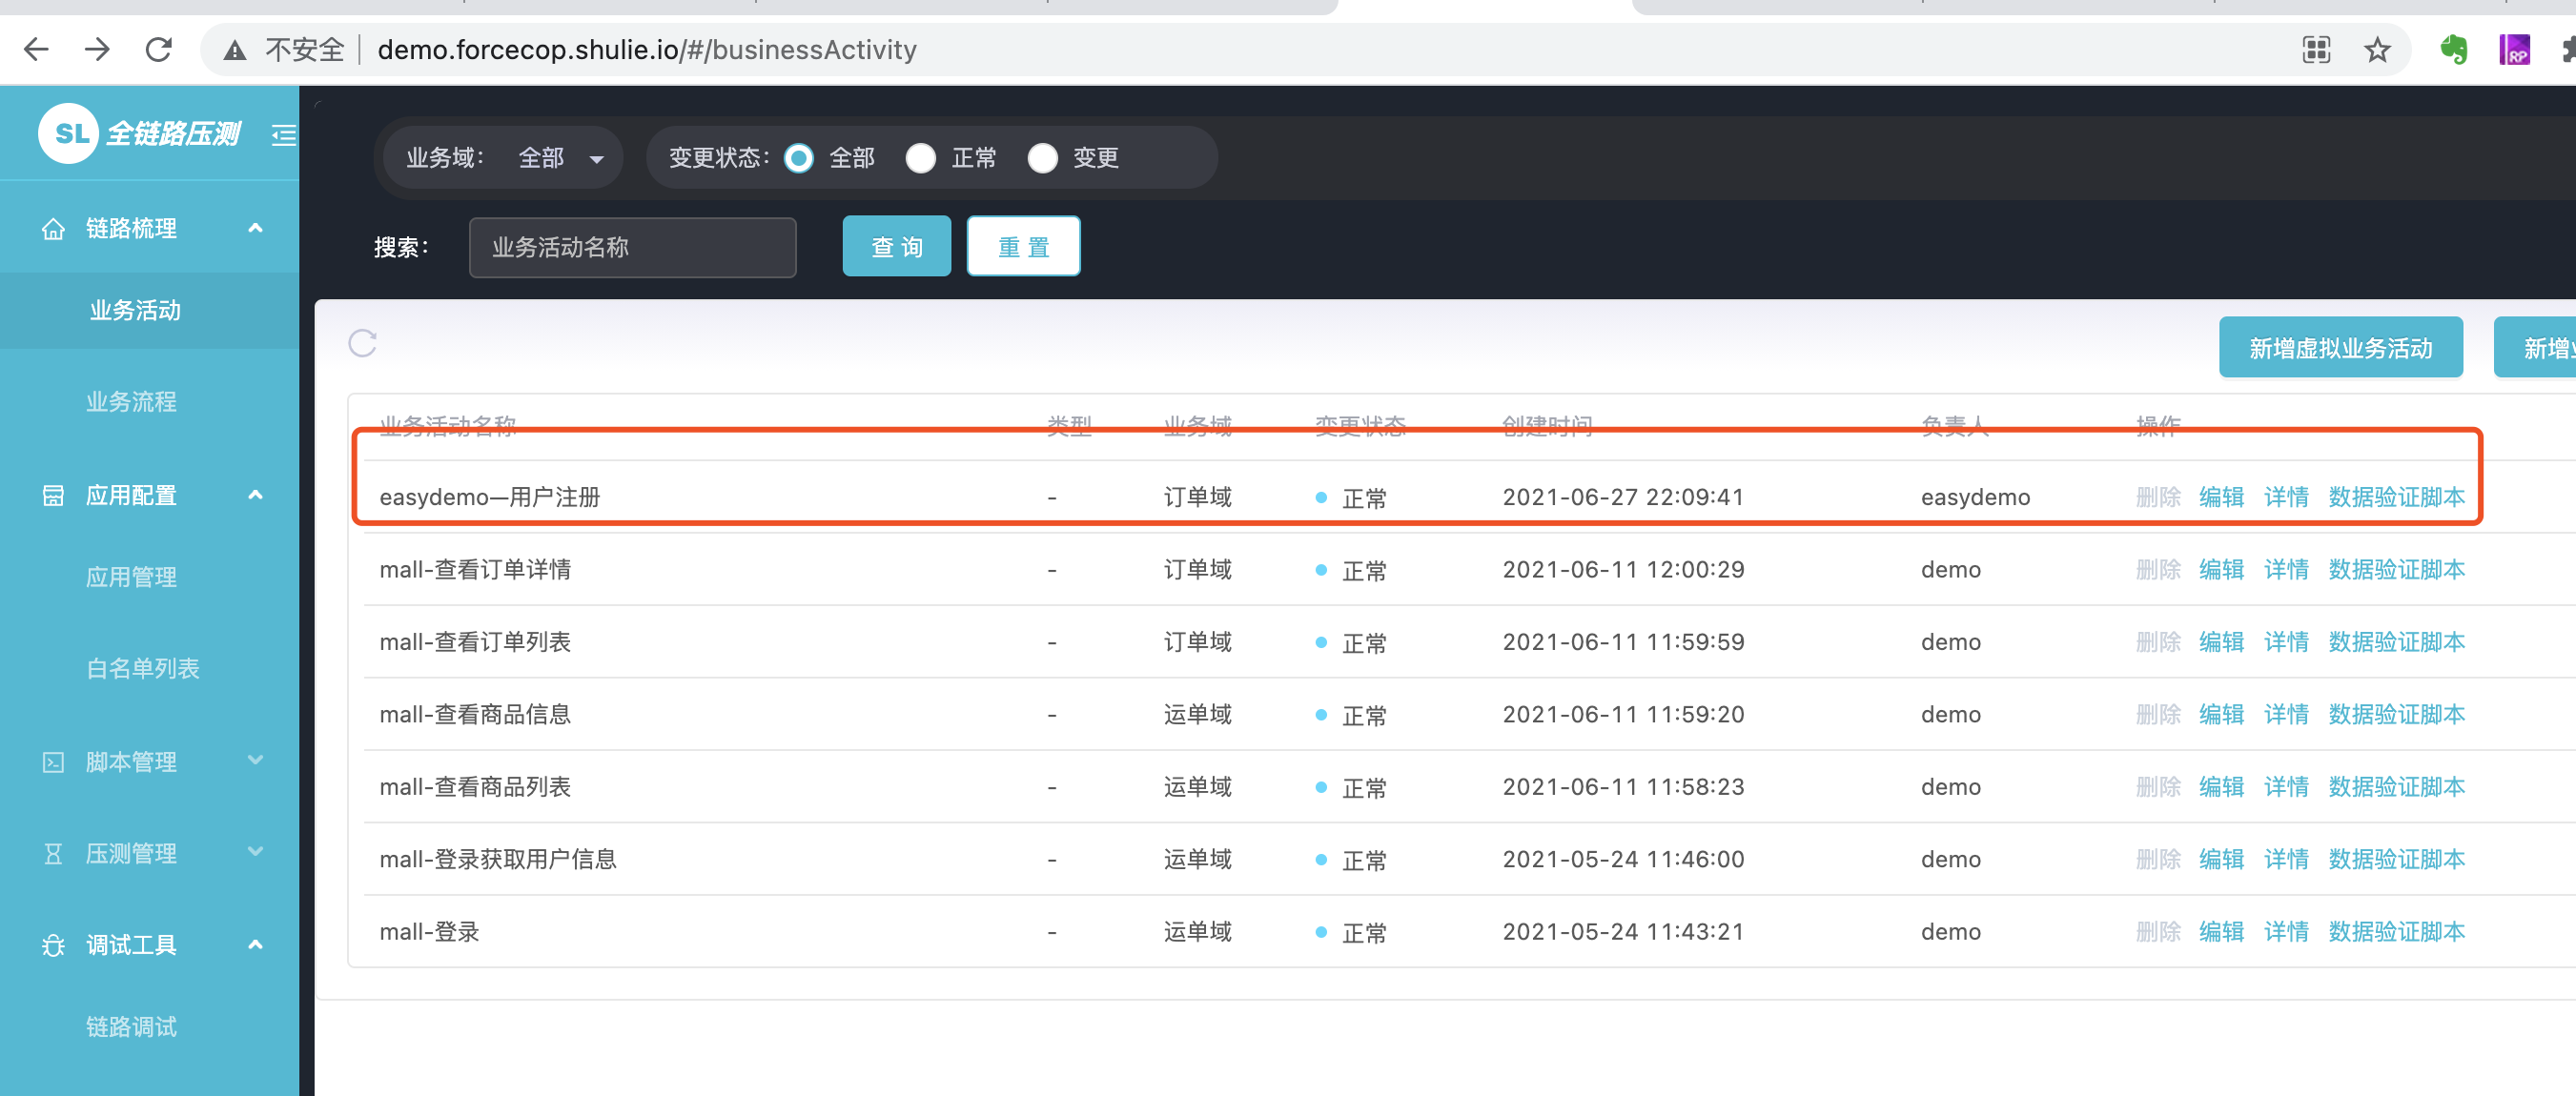 不安全 demo.forcecop.shulie.io/#/businessActivity
RP
SL 全链路压测
链路梳理
业务活动
业务流程
应用配置
应用管理
白名单列表
脚本管理
压测管理
调试工具
链路调试
业务域： 全部 变更状态： 全部 正常 变更
搜索： 业务活动名称 查询 重置
新增虚拟业务活动 新增
业务活动名称 类型 业务域 变更状态 创建时间 负责人 操作
easydemo—用户注册 - 订单域 正常 2021-06-27 22:09:41 easydemo 删除 编辑 详情 数据验证脚本
mall-查看订单详情 - 订单域 正常 2021-06-11 12:00:29 demo 删除 编辑 详情 数据验证脚本
mall-查看订单列表 - 订单域 正常 2021-06-11 11:59:59 demo 删除 编辑 详情 数据验证脚本
mall-查看商品信息 - 运单域 正常 2021-06-11 11:59:20 demo 删除 编辑 详情 数据验证脚本
mall-查看商品列表 - 运单域 正常 2021-06-11 11:58:23 demo 删除 编辑 详情 数据验证脚本
mall-登录获取用户信息 - 运单域 正常 2021-05-24 11:46:00 demo 删除 编辑 详情 数据验证脚本
mall-登录 - 运单域 正常 2021-05-24 11:43:21 demo 删除 编辑 详情 数据验证脚本